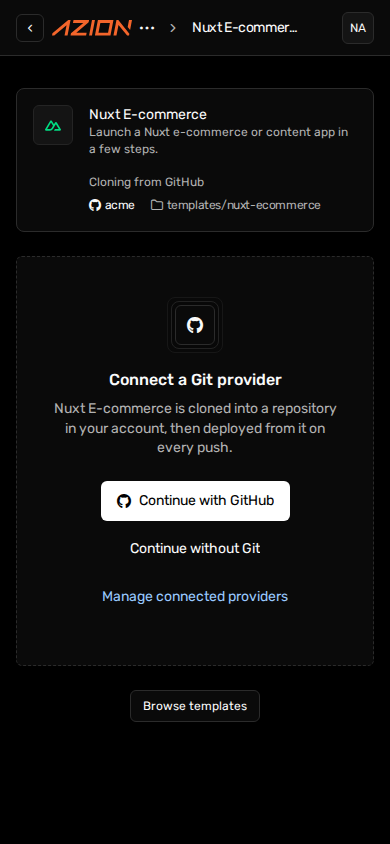 AZION
Nuxt E-commer...
NA
Nuxt E-commerce
Launch a Nuxt e-commerce or content app in
a few steps.
Cloning from GitHub
acme
templates/nuxt-ecommerce
Connect a Git provider
Nuxt E-commerce is cloned into a repository
in your account, then deployed from it on
every push.
Continue with GitHub
Continue without Git
Manage connected providers
Browse templates